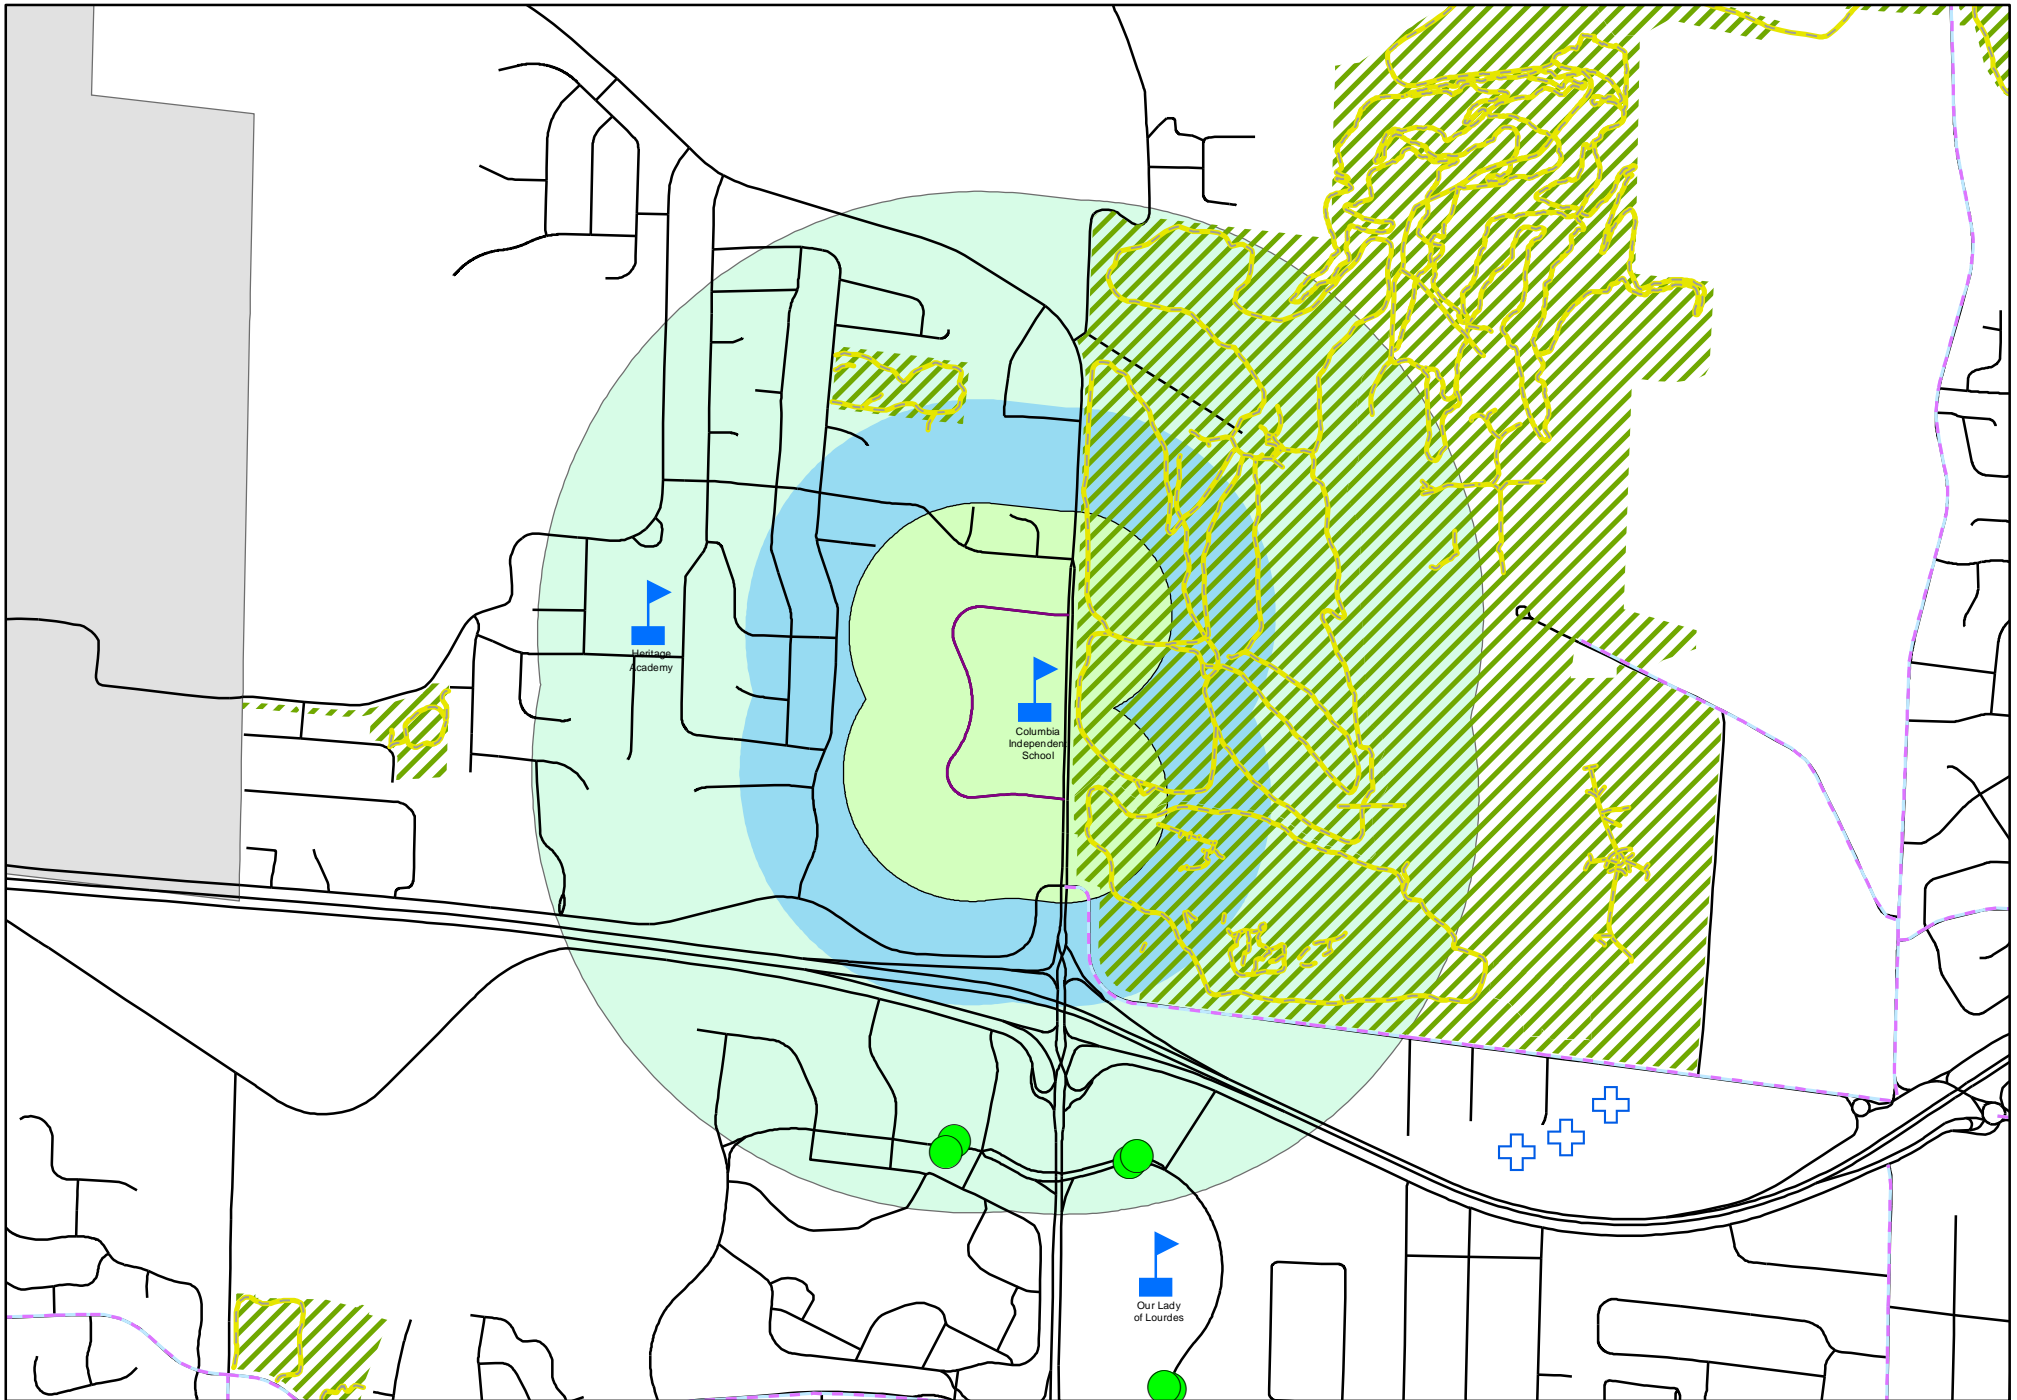 Heritage
Academy
Columbia
Independent
School
Our Lady
of Lourdes